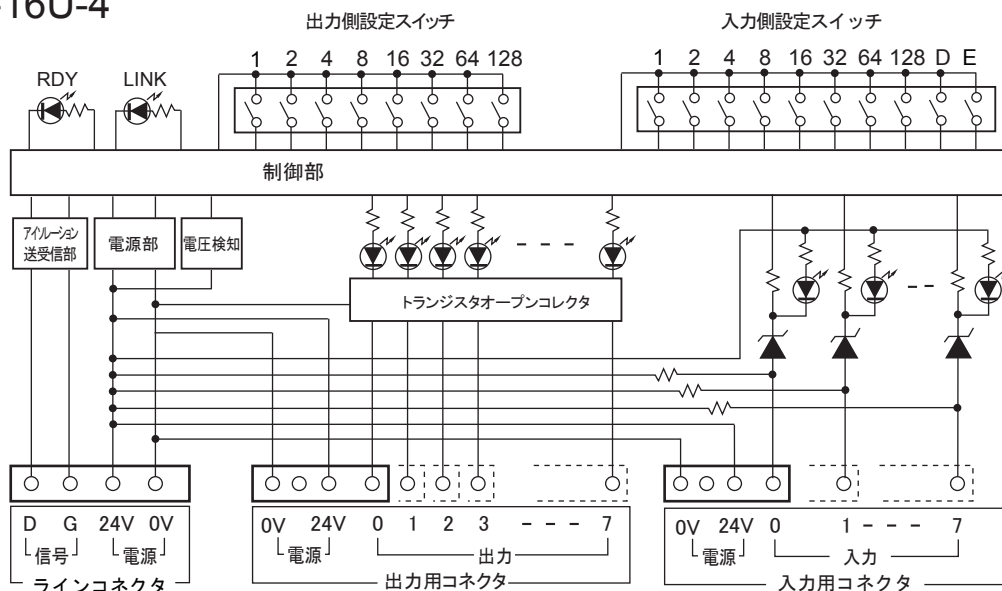 -16U-4
出力側設定スイッチ
入力側設定スイッチ
1 2 4 8 16 32 64 128
1 2 4 8 16 32 64 128 D E
RDY LINK
制御部
アイルーション
送受信部
電源部
電圧検知
トランジスタオープンコレクタ
D G 24V 0V
信号 電源
ラインコネクタ
0V 24V 0 1 2 3 --- 7
電源 出力
出力用コネクタ
0V 24V 0 1 --- 7
電源 入力
入力用コネクタ